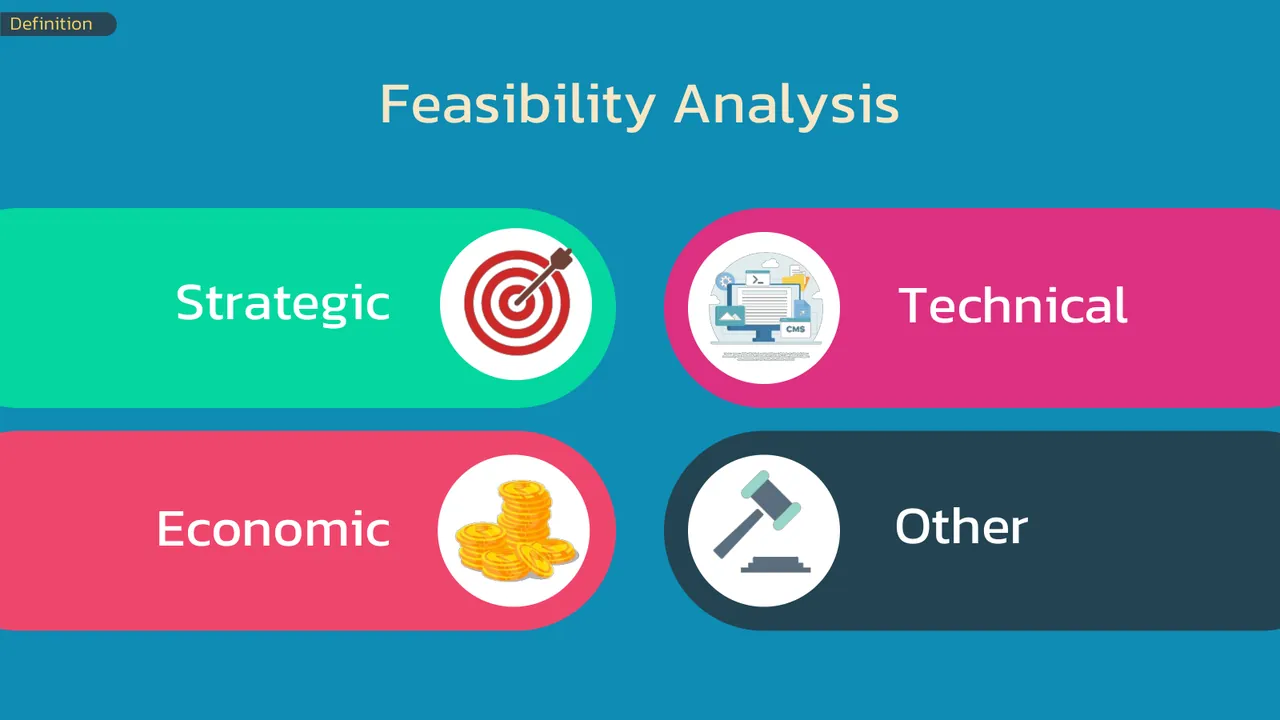 Definition
Feasibility Analysis
Strategic
Technical
CMS
Economic
Other